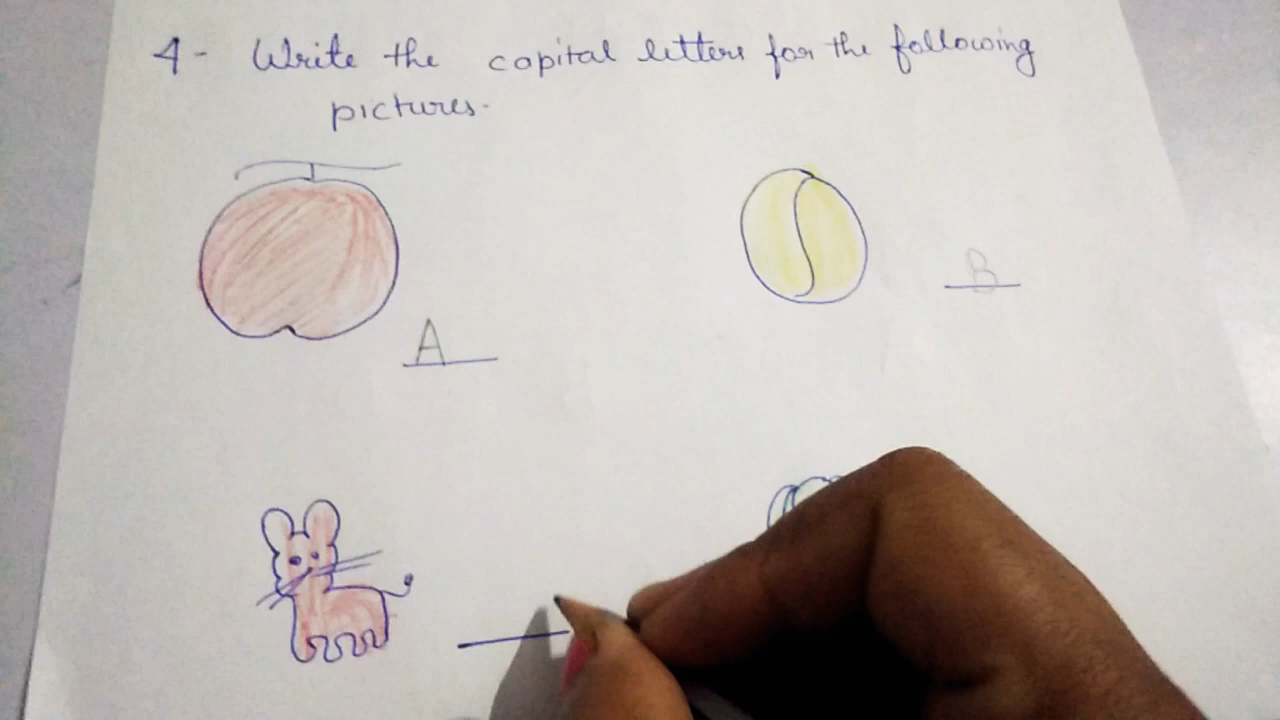 4- Write the capital letters for the following
pictures.
A
B